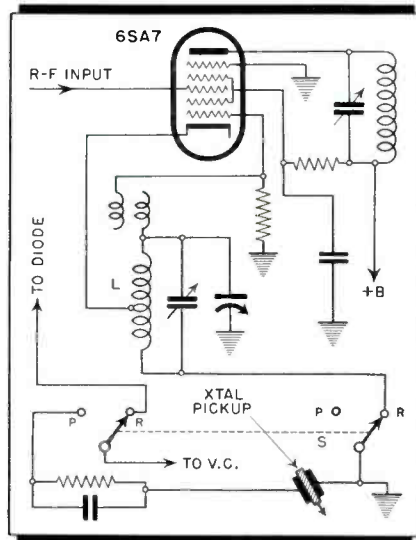 6SA7
R-F INPUT
L
TO DIODE
+B
XTAL
PICKUP
P
R
P
R
S
TO V.C.